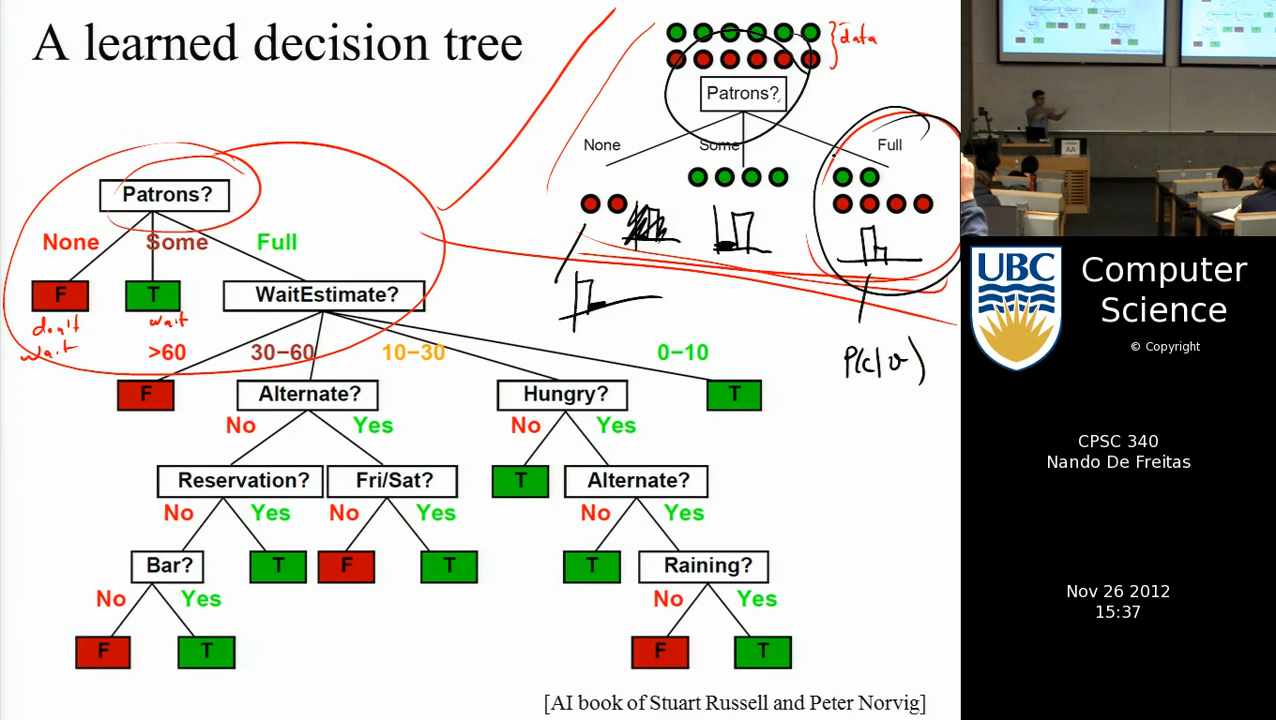 A learned decision tree
data
Patrons?
None Some Full
Patrons?
None Some Full
F T WaitEstimate?
don't wait
wait
>60 30–60 10–30 0–10
F Alternate? Hungry? T
No Yes No Yes
Reservation? Fri/Sat? T Alternate?
No Yes No Yes No Yes
Bar? T F T T Raining?
No Yes No Yes
F T F T
P(c|v)
[AI book of Stuart Russell and Peter Norvig]
AA
UBC
Computer
Science
© Copyright
CPSC 340
Nando De Freitas
Nov 26 2012
15:37